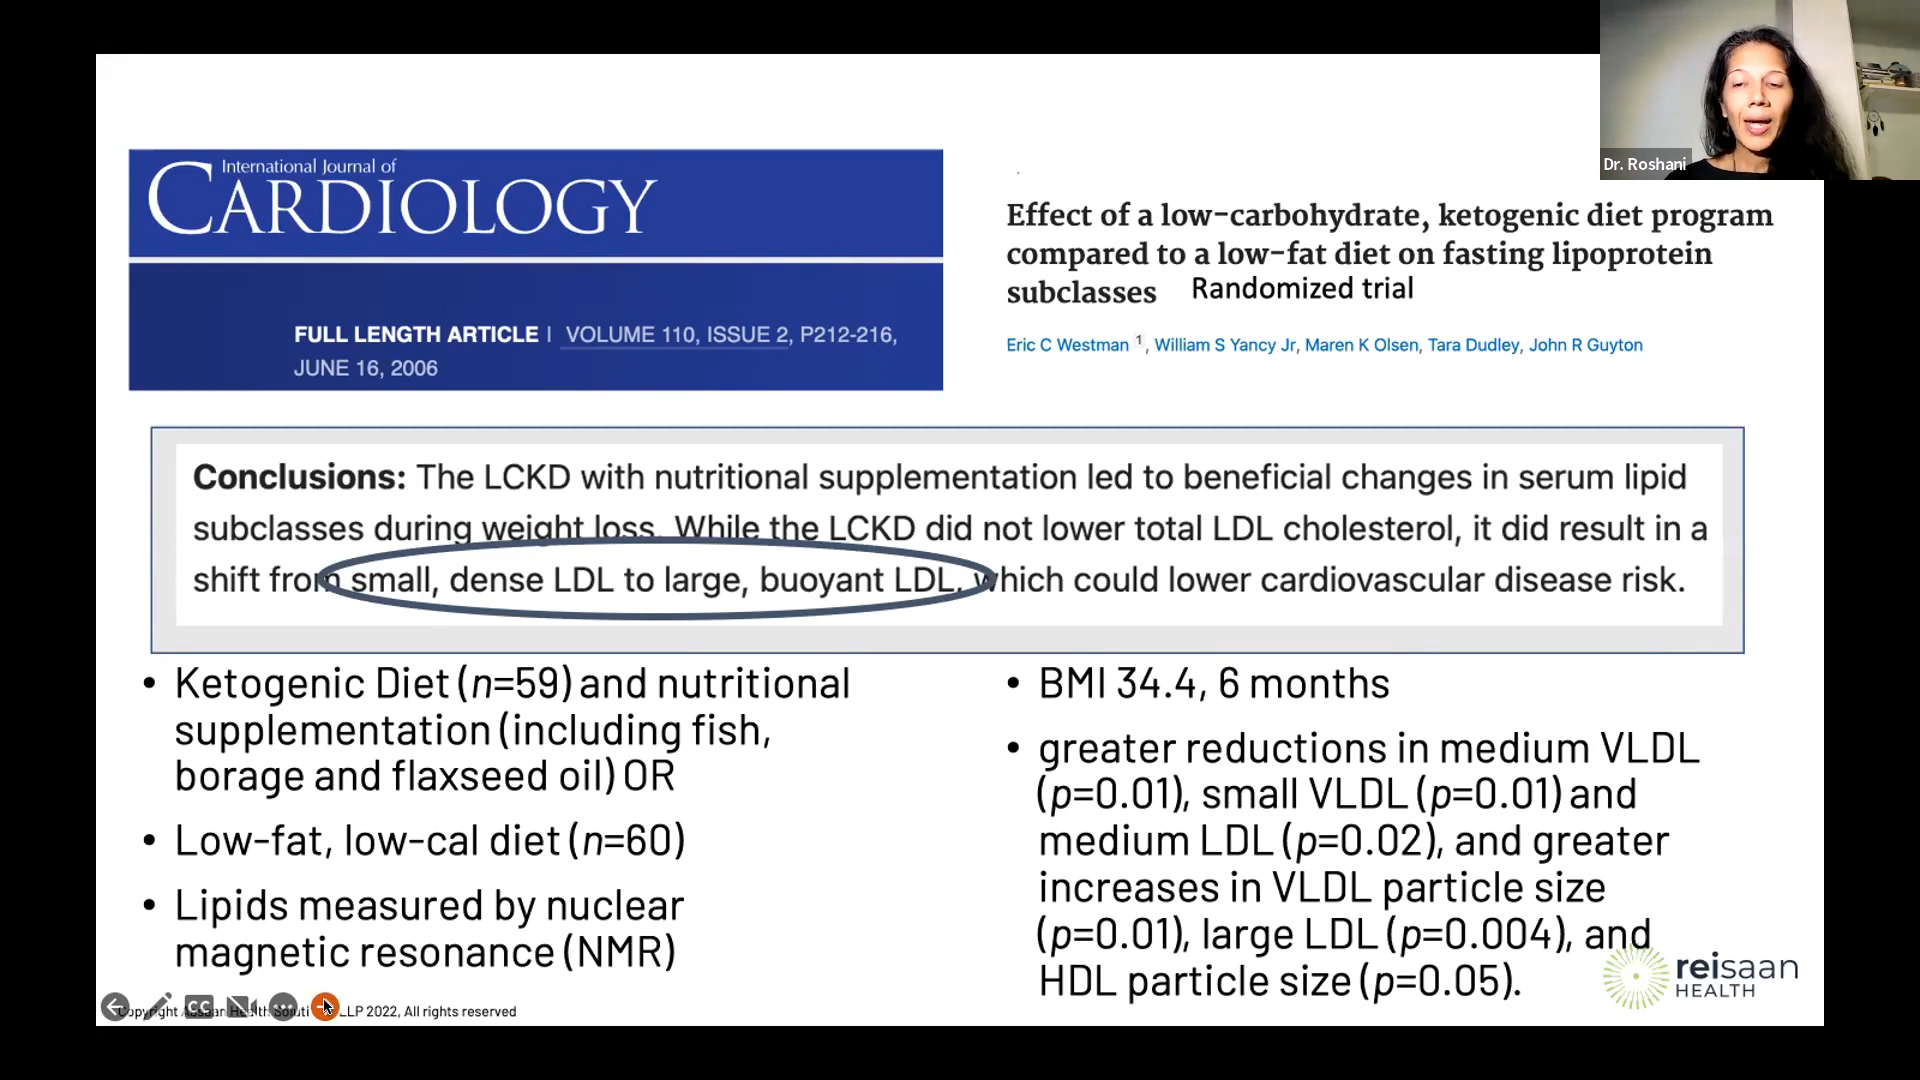 Dr. Roshani
International Journal of
CARDIOLOGY
FULL LENGTH ARTICLE | VOLUME 110, ISSUE 2, P212-216,
JUNE 16, 2006
Effect of a low-carbohydrate, ketogenic diet program
compared to a low-fat diet on fasting lipoprotein
subclasses Randomized trial
Eric C Westman 1, William S Yancy Jr, Maren K Olsen, Tara Dudley, John R Guyton
Conclusions: The LCKD with nutritional supplementation led to beneficial changes in serum lipid
subclasses during weight loss. While the LCKD did not lower total LDL cholesterol, it did result in a
shift from small, dense LDL to large, buoyant LDL, which could lower cardiovascular disease risk.
• Ketogenic Diet (n=59) and nutritional
supplementation (including fish,
borage and flaxseed oil) OR
• Low-fat, low-cal diet (n=60)
• Lipids measured by nuclear
magnetic resonance (NMR)
• BMI 34.4, 6 months
• greater reductions in medium VLDL
(p=0.01), small VLDL (p=0.01) and
medium LDL (p=0.02), and greater
increases in VLDL particle size
(p=0.01), large LDL (p=0.004), and
HDL particle size (p=0.05).
reisaan
HEALTH
CC
Copyright Health LLP 2022, All rights reserved